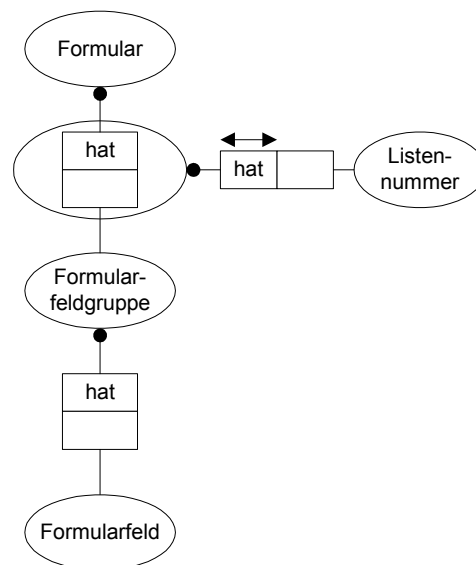 Formular
hat
hat
Listen-
nummer
Formular-
feldgruppe
hat
Formularfeld